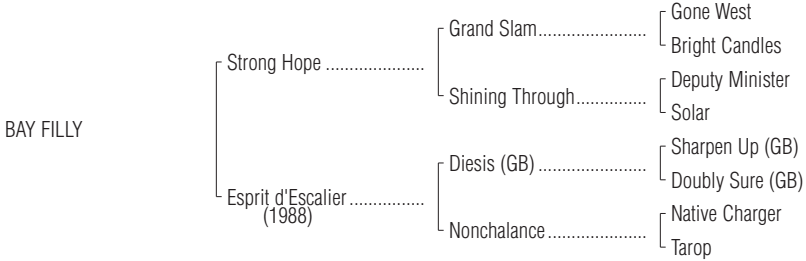 Gone West
Grand Slam......................
Bright Candles
Strong Hope ....................
Deputy Minister
Shining Through...............
Solar
BAY FILLY
Sharpen Up (GB)
Diesis (GB) ......................
Doubly Sure (GB)
Esprit d'Escalier ...............
(1988)
Native Charger
Nonchalance....................
Tarop